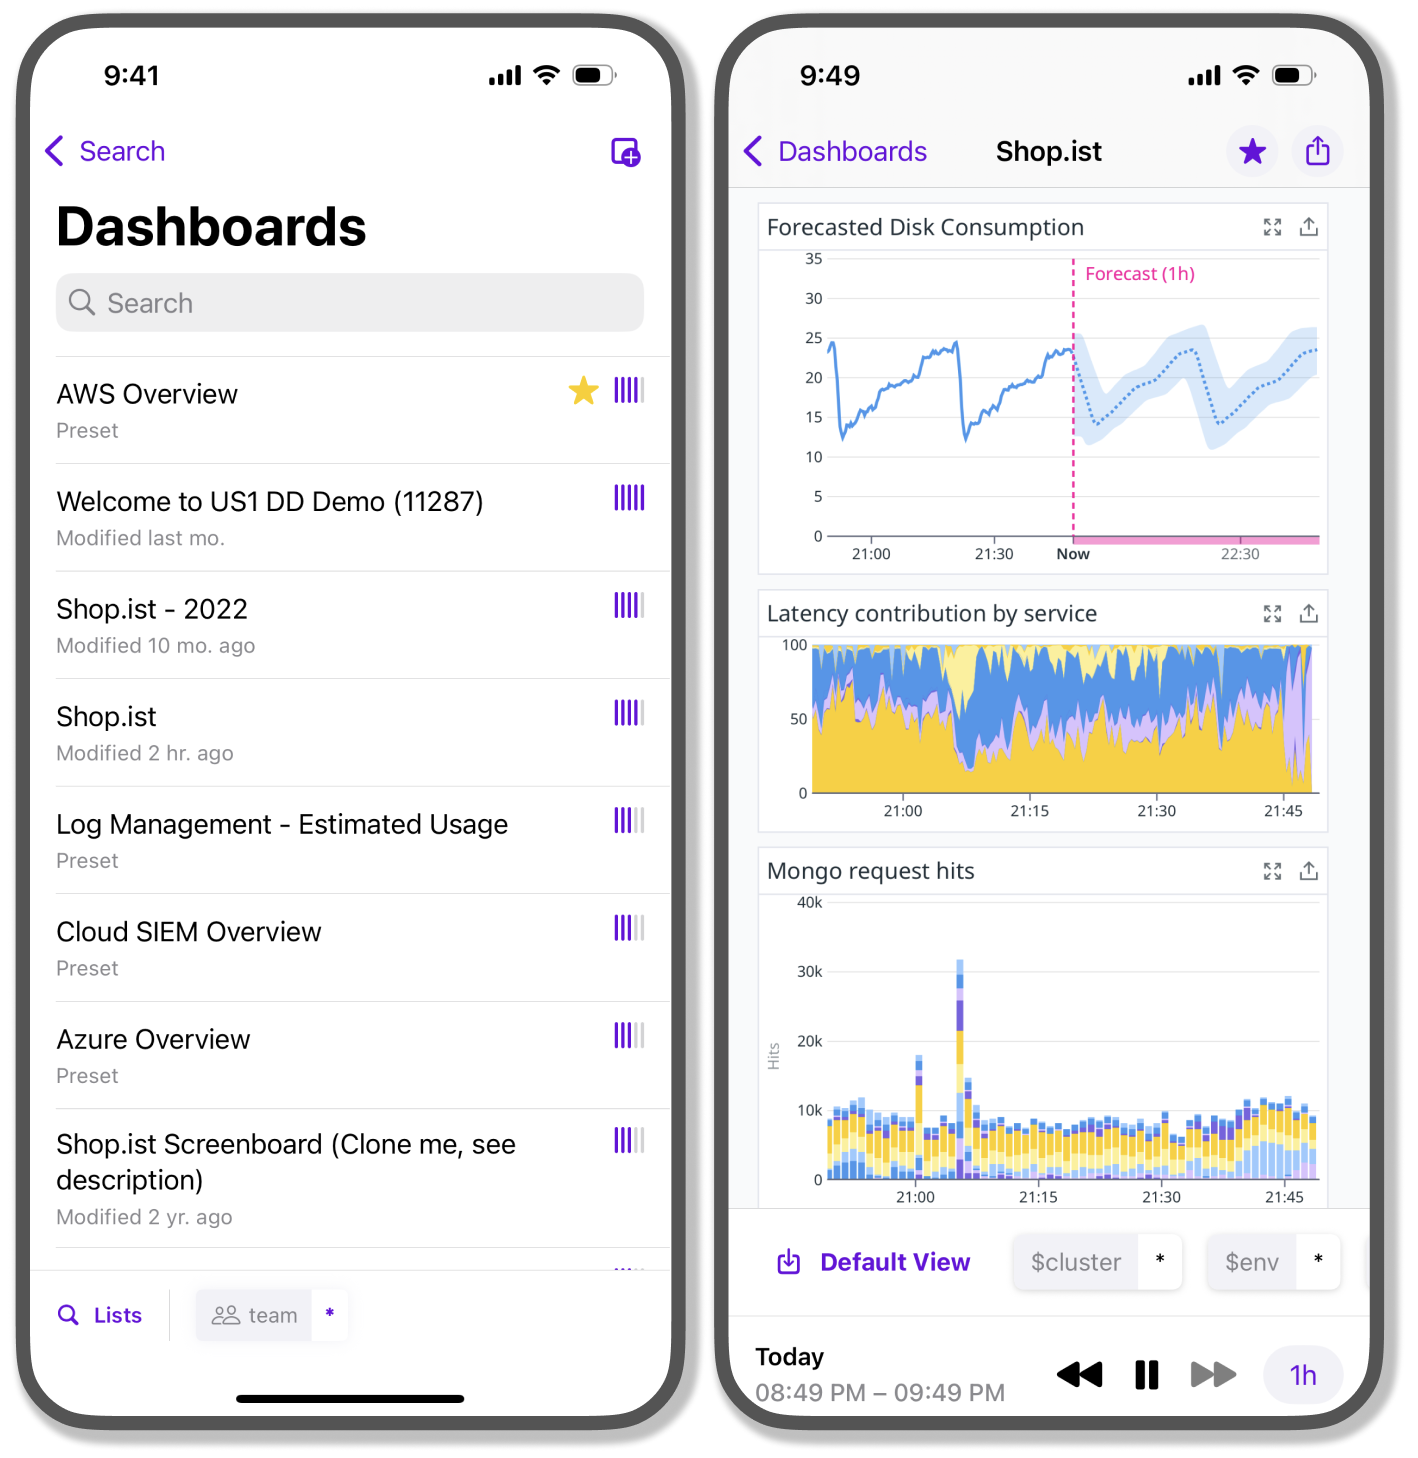 9:41
Search
Dashboards
Search
AWS Overview
Preset
Welcome to US1 DD Demo (11287)
Modified last mo.
Shop.ist - 2022
Modified 10 mo. ago
Shop.ist
Modified 2 hr. ago
Log Management - Estimated Usage
Preset
Cloud SIEM Overview
Preset
Azure Overview
Preset
Shop.ist Screenboard (Clone me, see
description)
Modified 2 yr. ago
Lists
team *
9:49
Dashboards Shop.ist
Forecasted Disk Consumption
35
Forecast (1h)
30
25
20
15
10
5
0
21:00 21:30 Now 22:30
Latency contribution by service
100
50
0
21:00 21:15 21:30 21:45
Mongo request hits
40k
30k
20k
Hits
10k
0
21:00 21:15 21:30 21:45
Default View $cluster * $env *
Today
08:49 PM – 09:49 PM
1h